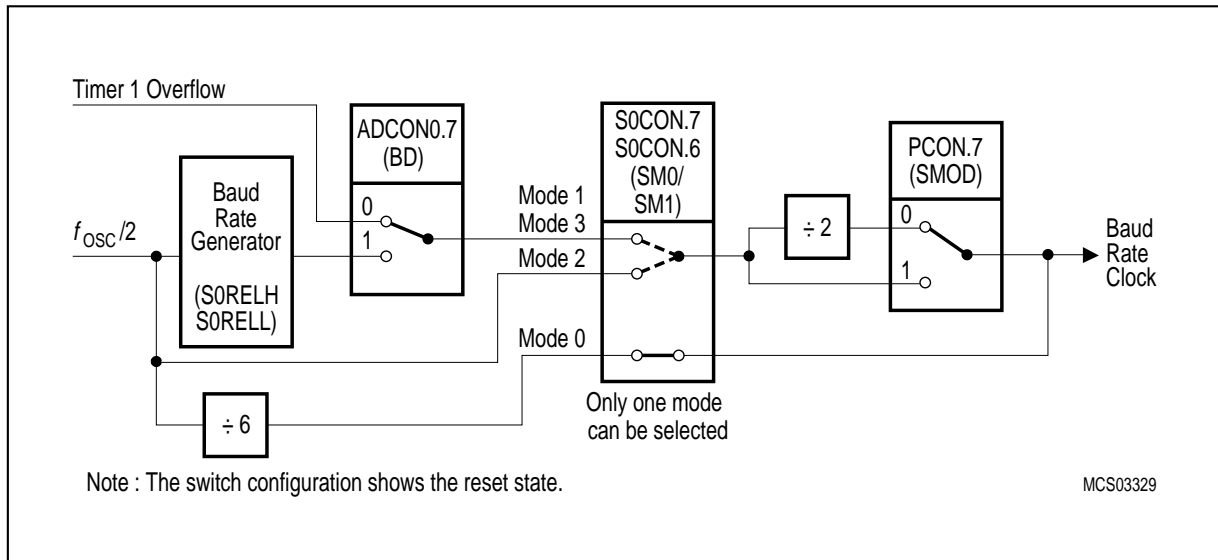 Timer 1 Overflow
ADCON0.7
(BD)
0
1
f OSC /2
Baud
Rate
Generator
(S0RELH
S0RELL)
÷ 6
Mode 1
Mode 3
Mode 2
Mode 0
S0CON.7
S0CON.6
(SM0/
SM1)
Only one mode
can be selected
÷ 2
PCON.7
(SMOD)
0
1
Baud
Rate
Clock
Note : The switch configuration shows the reset state.
MCS03329